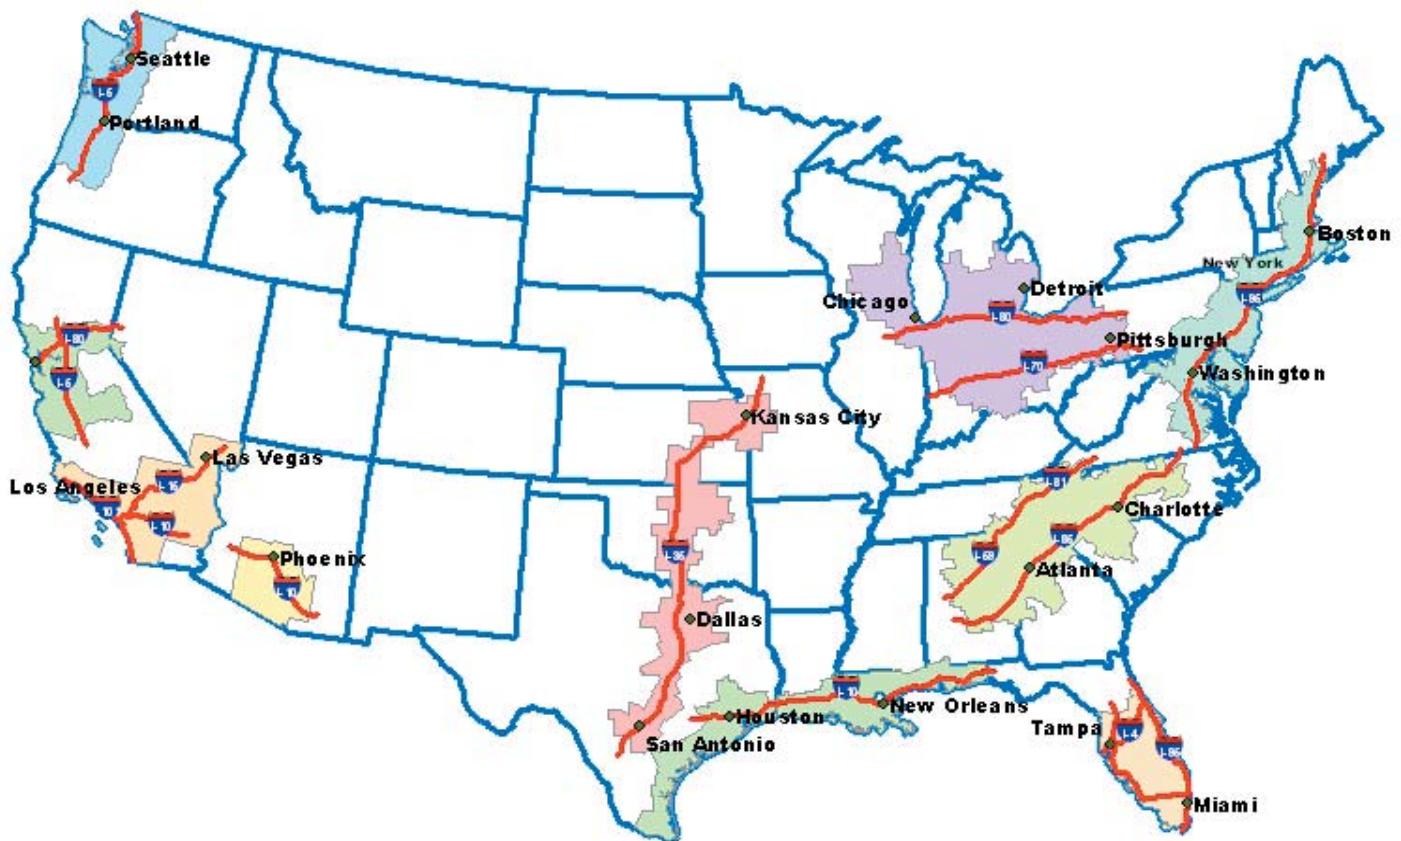 Seattle
I-5
Portland
Boston
New York
I-95
Detroit
Chicago
I-80
Pittsburgh
I-70
Washington
I-80
I-5
Kansas City
Las Vegas
Los Angeles
I-15
10
I-10
I-81
Charlotte
I-85
I-59
Atlanta
Phoenix
I-10
I-35
Dallas
I-10
New Orleans
Houston
San Antonio
Tampa
I-4
I-95
Miami